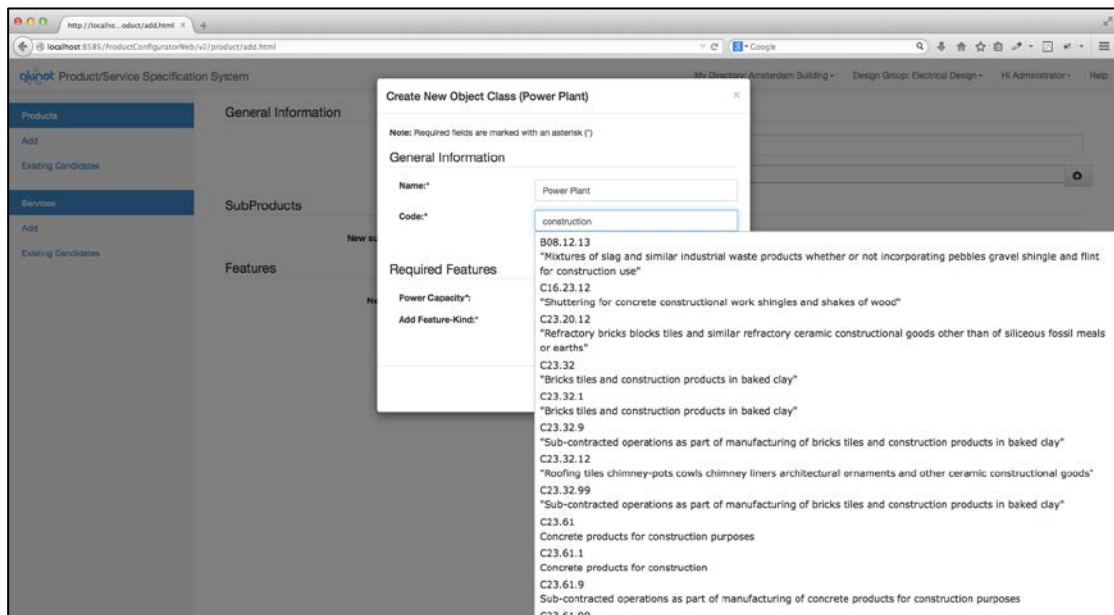 http://localho...oduct/add.html
localhost:8585/ProductConfiguratorWeb/v2/product/add.html
Google
qkinot Product/Service Specification System
My Directory: Amsterdam Building
Design Group: Electrical Design
Hi Administrator
Help
Products
Add
Existing Candidates
Services
Add
Existing Candidates
General Information
SubProducts
New su
Features
Ne
Create New Object Class (Power Plant)
Note: Required fields are marked with an asterisk (*)
General Information
Name:*
Power Plant
Code:*
construction
Required Features
Power Capacity*:
Add Feature-Kind:*
B08.12.13
"Mixtures of slag and similar industrial waste products whether or not incorporating pebbles gravel shingle and flint
for construction use"
C16.23.12
"Shuttering for concrete constructional work shingles and shakes of wood"
C23.20.12
"Refractory bricks blocks tiles and similar refractory ceramic constructional goods other than of siliceous fossil meals
or earths"
C23.32
"Bricks tiles and construction products in baked clay"
C23.32.1
"Bricks tiles and construction products in baked clay"
C23.32.9
"Sub-contracted operations as part of manufacturing of bricks tiles and construction products in baked clay"
C23.32.12
"Roofing tiles chimney-pots cowls chimney liners architectural ornaments and other ceramic constructional goods"
C23.32.99
"Sub-contracted operations as part of manufacturing of bricks tiles and construction products in baked clay"
C23.61
Concrete products for construction purposes
C23.61.1
Concrete products for construction
C23.61.9
Sub-contracted operations as part of manufacturing of concrete products for construction purposes
C23.61.99